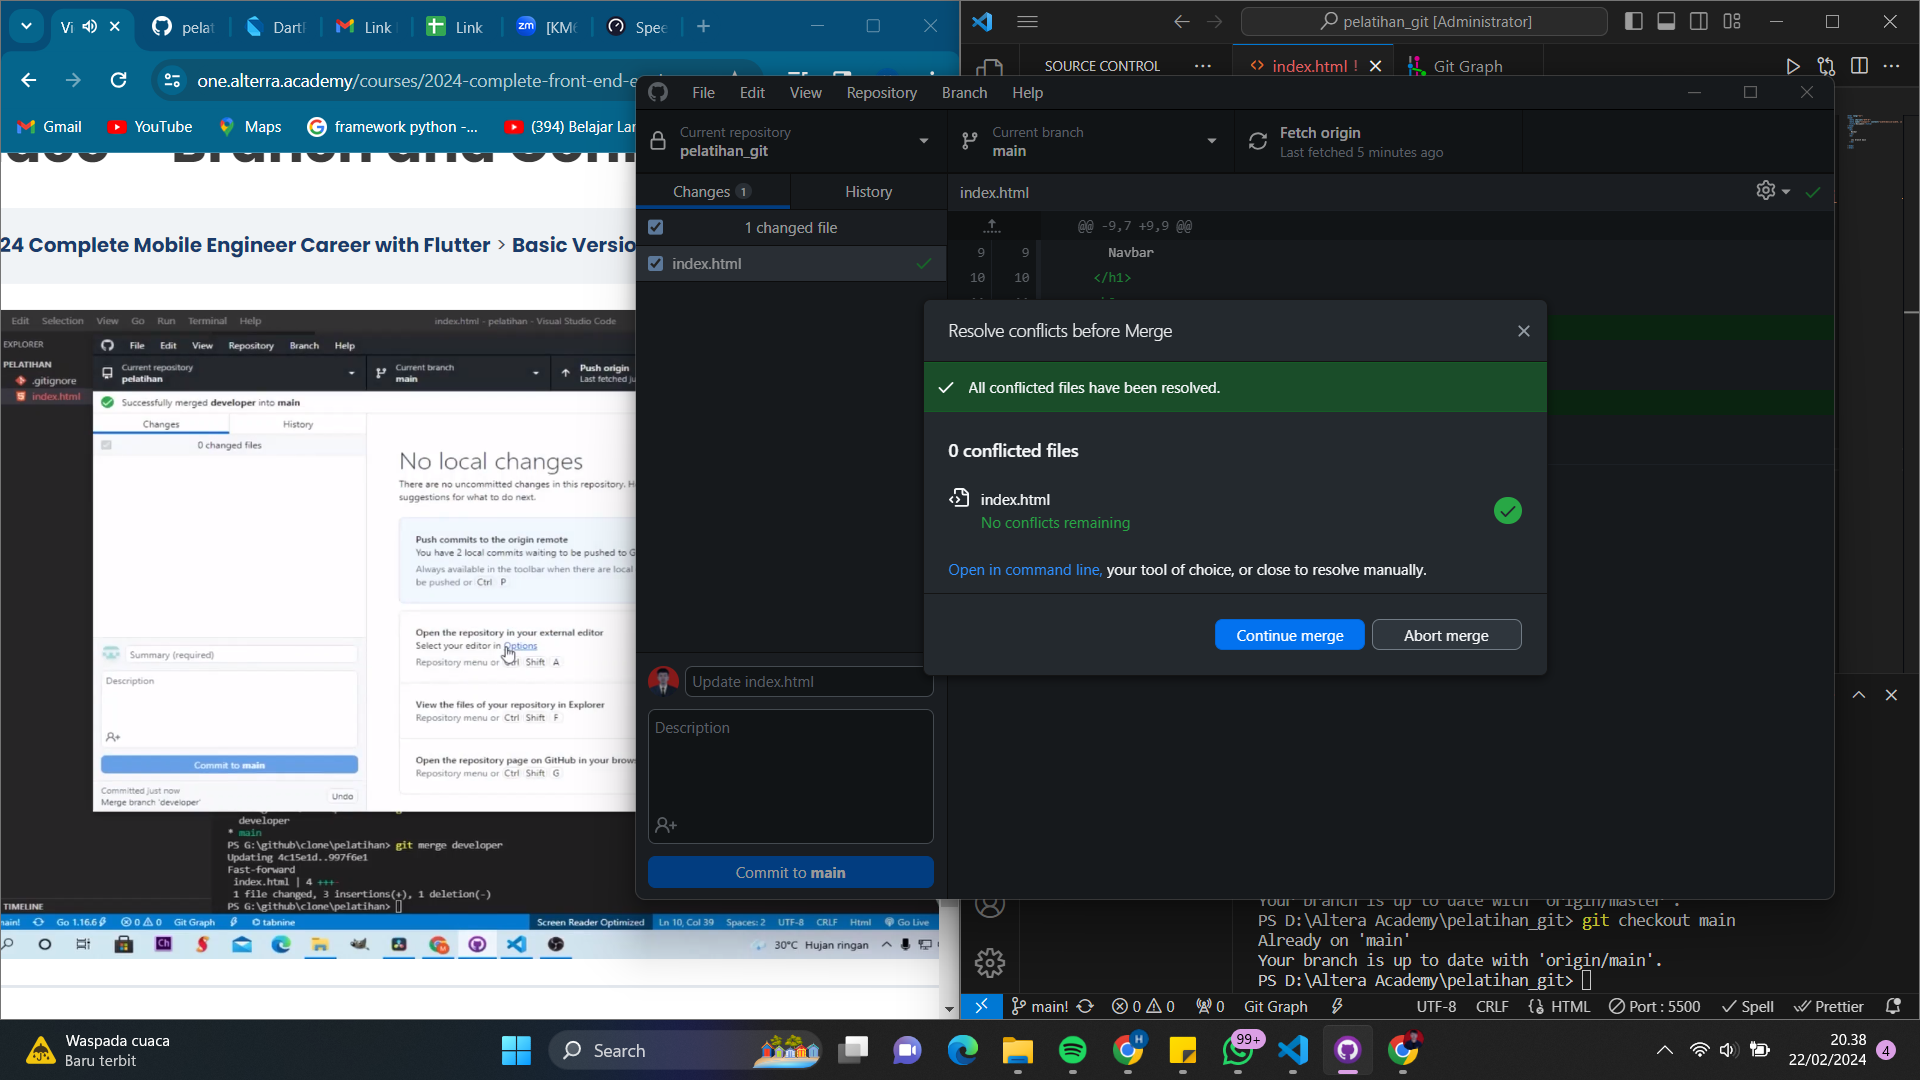 Vi
pelat
Dart
Link
Link
[KM
Spee
one.alterra.academy/courses/2024-complete-front-end-e
Gmail
YouTube
Maps
framework python -...
(394) Belajar Lar
24 Complete Mobile Engineer Career with Flutter > Basic Versio
Edit Selection View Go Run Terminal Help
index.html - pelatihan - Visual Studio Code
EXPLORER
PELATIHAN
.gitignore
index.html
File Edit View Repository Branch Help
Current repository
pelatihan
Current branch
main
Push origin
Last fetched ju
Successfully merged developer into main
Changes
History
0 changed files
No local changes
There are no uncommitted changes in this repository. H
suggestions for what to do next.
Push commits to the origin remote
You have 2 local commits waiting to be pushed to G
Always available in the toolbar when there are local
be pushed or Ctrl P
Open the repository in your external editor
Select your editor in Options
Repository menu or Ctrl Shift A
View the files of your repository in Explorer
Repository menu or Ctrl Shift F
Open the repository page on GitHub in your brow
Repository menu or Ctrl Shift G
Summary (required)
Description
Commit to main
Committed just now
Merge branch 'developer'
Undo
developer
* main
PS G:\github\clone\pelatihan> git merge developer
Updating 4c15e1d..997f6e1
Fast-forward
index.html | 4 +++-
1 file changed, 3 insertions(+), 1 deletion(-)
PS G:\github\clone\pelatihan>
TIMELINE
main! Go 1.16.6 0 0 Git Graph tabnine
Screen Reader Optimized Ln 10, Col 39 Spaces: 2 UTF-8 CRLF Html Go Live
30°C Hujan ringan
File Edit View Repository Branch Help
Current repository
pelatihan_git
Current branch
main
Fetch origin
Last fetched 5 minutes ago
Changes 1
History
index.html
1 changed file
index.html
@@ -9,7 +9,9 @@
9 9 Navbar
10 10 </h1>
Resolve conflicts before Merge
All conflicted files have been resolved.
0 conflicted files
index.html
No conflicts remaining
Open in command line, your tool of choice, or close to resolve manually.
Continue merge
Abort merge
Update index.html
Description
Commit to main
pelatihan_git [Administrator]
SOURCE CONTROL
index.html !
Git Graph
Your branch is up to date with 'origin/master'.
PS D:\Altera Academy\pelatihan_git> git checkout main
Already on 'main'
Your branch is up to date with 'origin/main'.
PS D:\Altera Academy\pelatihan_git>
main! 0 0 0 Git Graph
UTF-8 CRLF HTML Port : 5500 Spell Prettier
Waspada cuaca
Baru terbit
Search
99+
20.38
22/02/2024
4